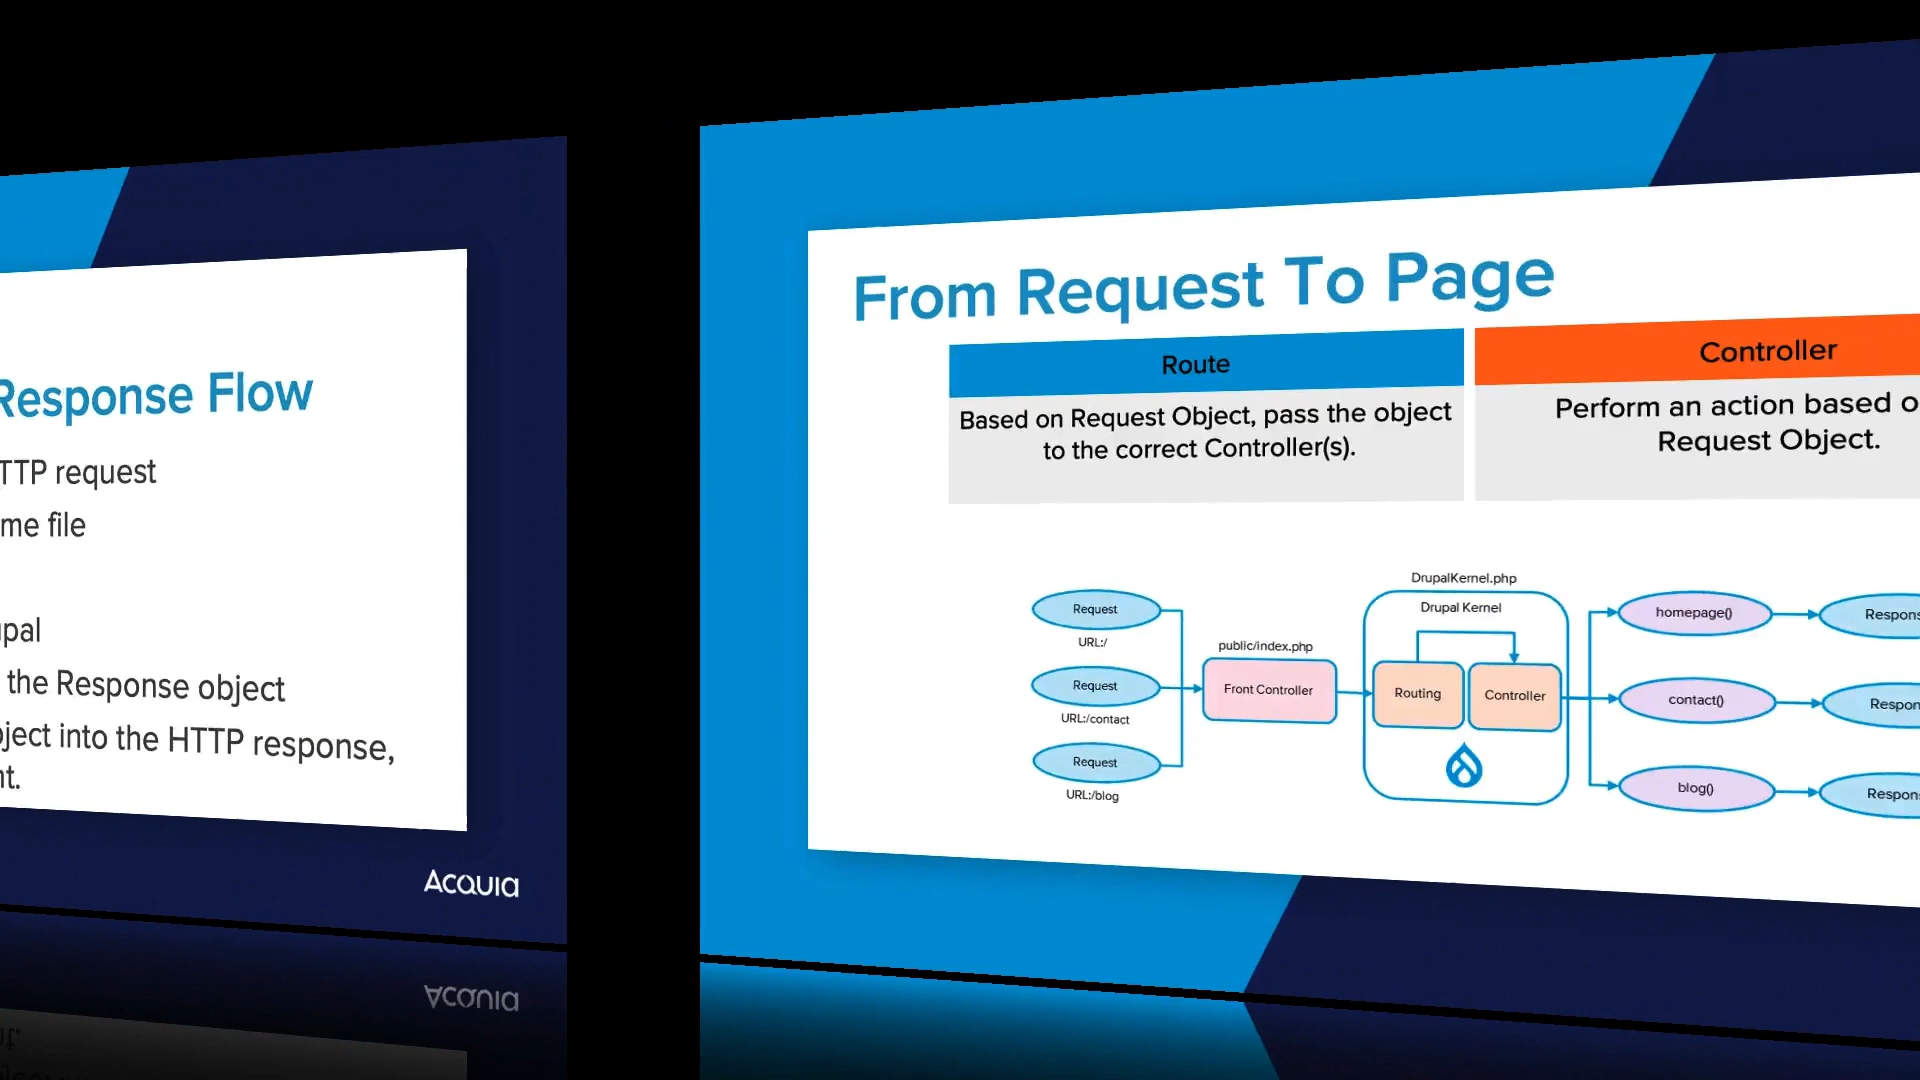 Response Flow
TTP request
me file
pal
the Response object
ject into the HTTP response,
nt.
Acquia
From Request To Page
Route
Based on Request Object, pass the object
to the correct Controller(s).
Controller
Perform an action based o
Request Object.
Request
URL:/
Request
URL:/contact
Request
URL:/blog
public/index.php
Front Controller
DrupalKernel.php
Drupal Kernel
Routing
Controller
homepage()
contact()
blog()
Respons
Respon
Respon